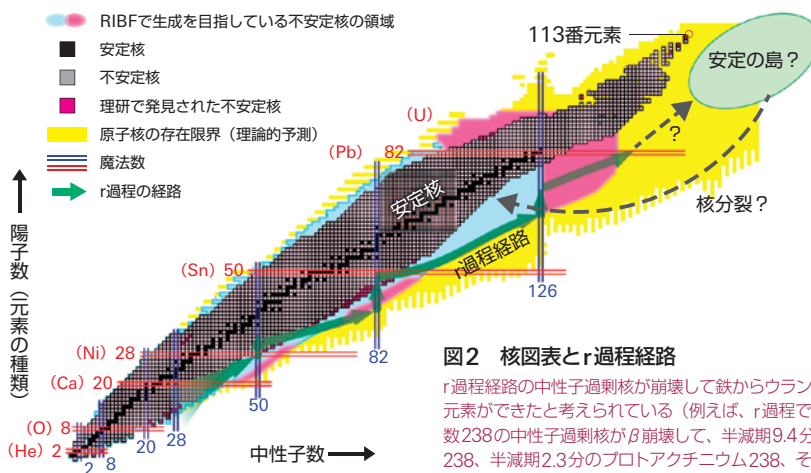 RIBFで生成を目指している不安定核の領域
安定核
不安定核
理研で発見された不安定核
原子核の存在限界（理論的予測）
魔法数
r過程の経路
113番元素
安定の島？
(U)
(Pb) 82
?
安定核
核分裂？
r過程経路
陽子数（元素の種類）
(Sn) 50
126
82
(Ni) 28
(Ca) 20
50
(O) 8
28
20
(He) 2
8
2
中性子数
図2 核図表とr過程経路
r過程経路の中性子過剰核が崩壊して鉄からウラン
元素ができたと考えられている（例えば、r過程で
数238の中性子過剰核がβ崩壊して、半減期9.4分
238、半減期2.3分のプロトアクチニウム238、そ